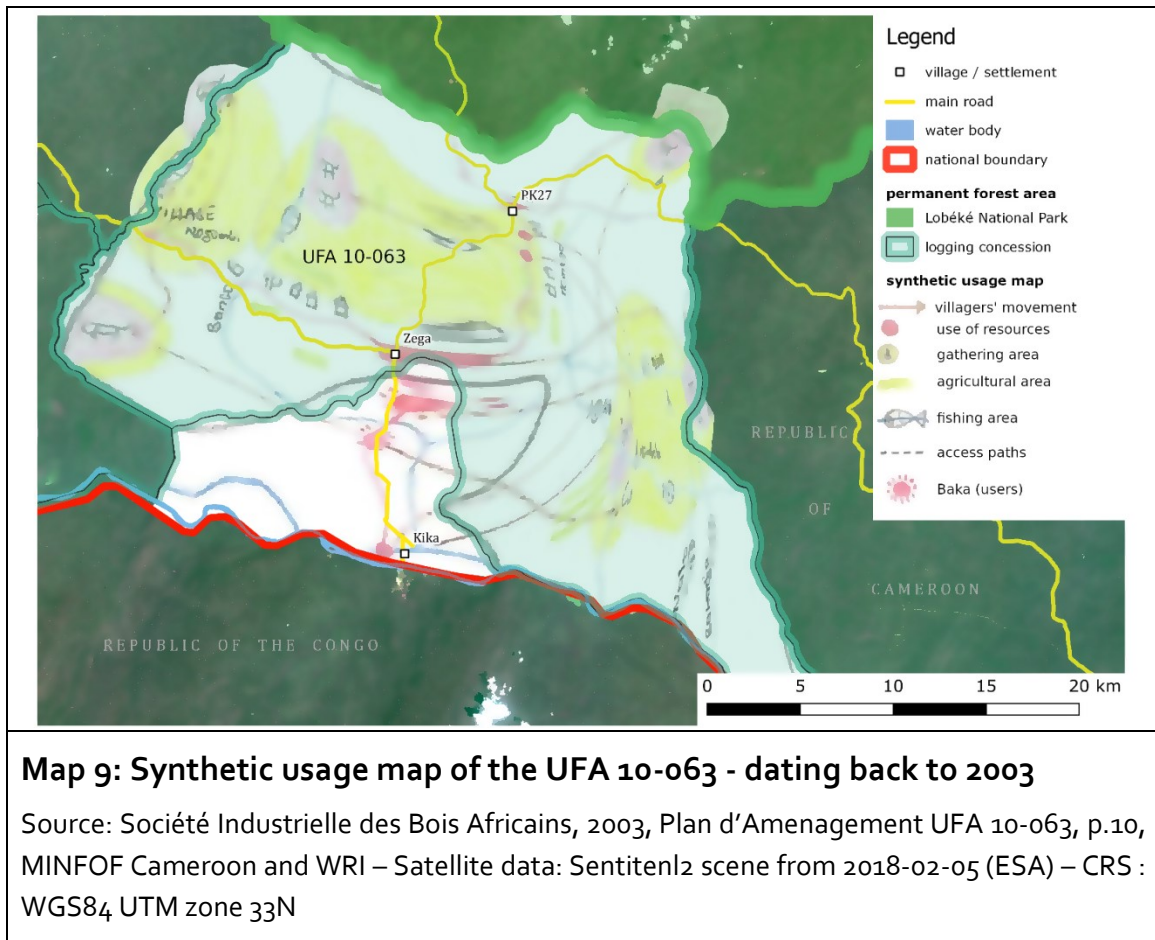 Legend
village / settlement
main road
water body
national boundary
permanent forest area
Lobéké National Park
logging concession
synthetic usage map
villagers' movement
use of resources
gathering area
agricultural area
fishing area
access paths
Baka (users)
PK27
VILLAGE
UFA 10-063
Zega
Kika
REPUBLIC
OF
CAMEROON
REPUBLIC OF THE CONGO
0 5 10 15 20 km
Map 9: Synthetic usage map of the UFA 10-063 - dating back to 2003
Source: Société Industrielle des Bois Africains, 2003, Plan d’Amenagement UFA 10-063, p.10,
MINFOF Cameroon and WRI – Satellite data: Sentitenl2 scene from 2018-02-05 (ESA) – CRS :
WGS84 UTM zone 33N